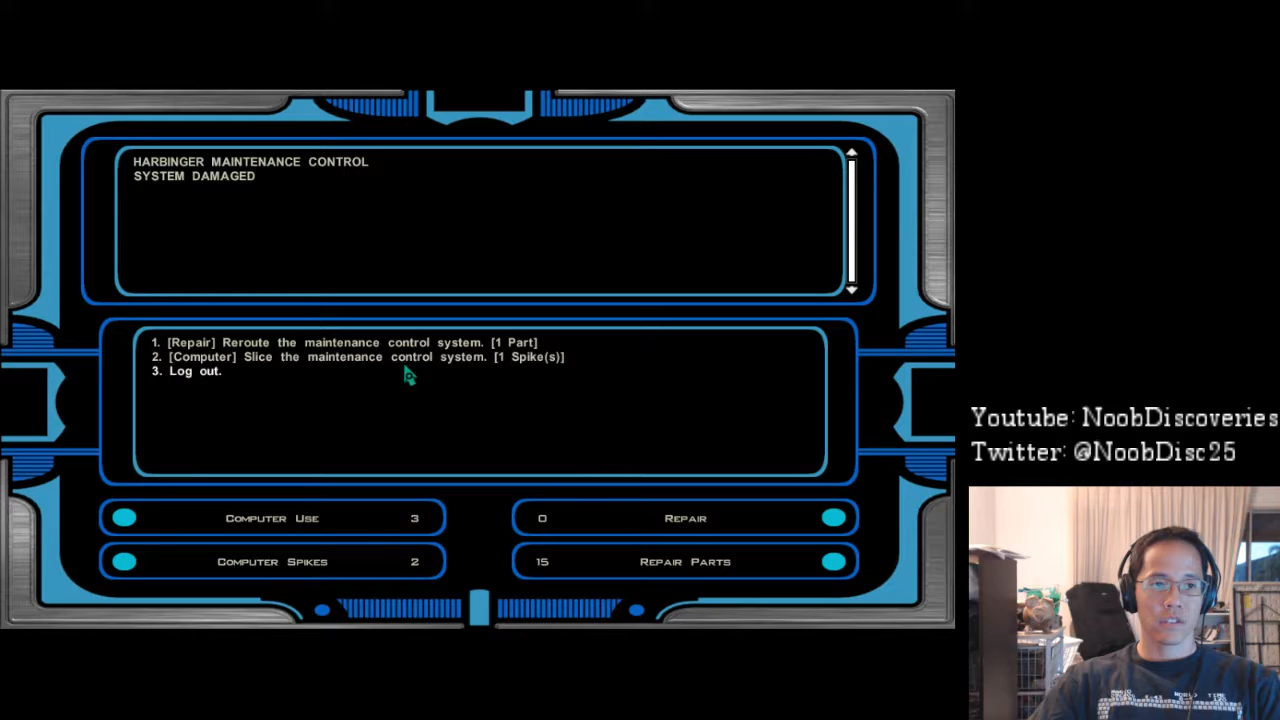 HARBINGER MAINTENANCE CONTROL
SYSTEM DAMAGED
1. [Repair] Reroute the maintenance control system. [1 Part]
2. [Computer] Slice the maintenance control system. [1 Spike(s)]
3. Log out.
Computer Use 3
0 Repair
Computer Spikes 2
15 Repair Parts
Youtube: NoobDiscoveries
Twitter: @NoobDisc25